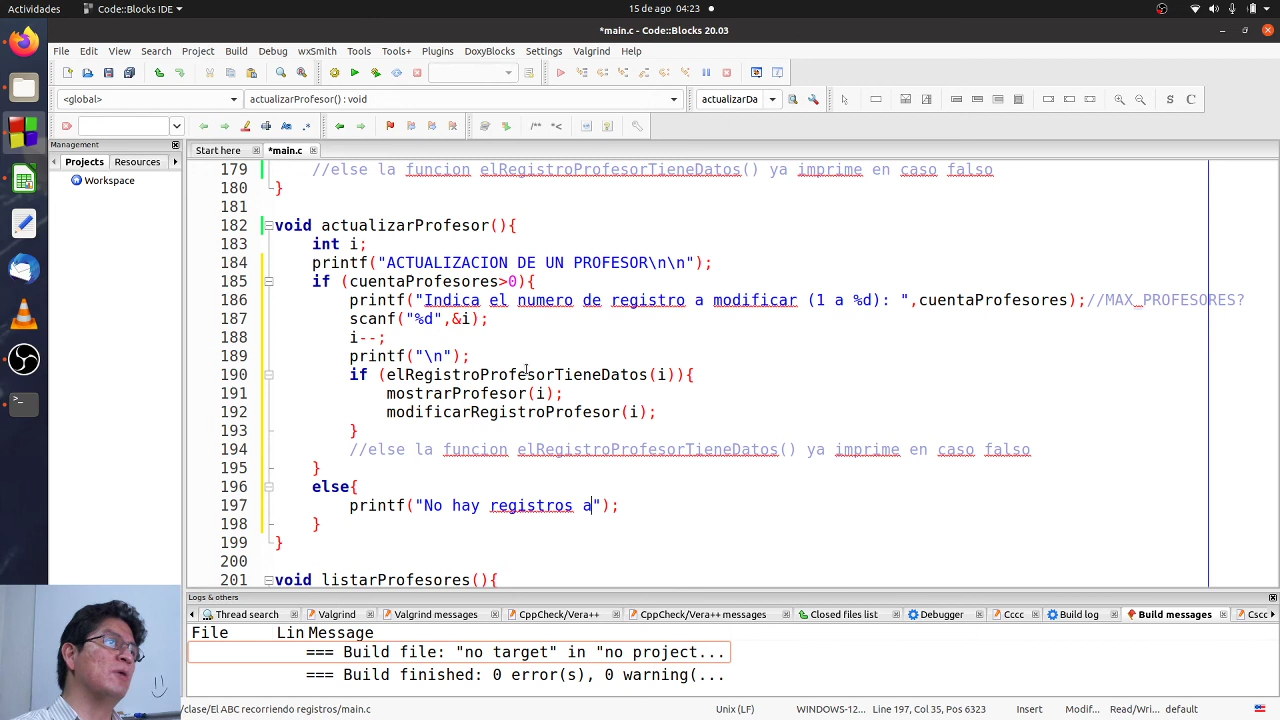 Actividades
Code::Blocks IDE
15 de ago 04:23
*main.c - Code::Blocks 20.03
File Edit View Search Project Build Debug wxSmith Tools Tools+ Plugins DoxyBlocks Settings Valgrind Help
<global>
actualizarProfesor() : void
actualizarDa
Management
Projects Resources
Workspace
Start here
*main.c
179 //else la funcion elRegistroProfesorTieneDatos() ya imprime en caso falso
180 }
181
182 void actualizarProfesor(){
183 int i;
184 printf("ACTUALIZACION DE UN PROFESOR\n\n");
185 if (cuentaProfesores>0){
186 printf("Indica el numero de registro a modificar (1 a %d): ",cuentaProfesores);//MAX_PROFESORES?
187 scanf("%d",&i);
188 i--;
189 printf("\n");
190 if (elRegistroProfesorTieneDatos(i)){
191 mostrarProfesor(i);
192 modificarRegistroProfesor(i);
193 }
194 //else la funcion elRegistroProfesorTieneDatos() ya imprime en caso falso
195 }
196 else{
197 printf("No hay registros a");
198 }
199 }
200
201 void listarProfesores(){
Logs & others
Thread search Valgrind Valgrind messages CppCheck/Vera++ CppCheck/Vera++ messages Closed files list Debugger Cccc Build log Build messages Cscc
File Lin Message
=== Build file: "no target" in "no project...
=== Build finished: 0 error(s), 0 warning(...
/clase/El ABC recorriendo registros/main.c Unix (LF) WINDOWS-12... Line 197, Col 35, Pos 6323 Insert Modif... Read/Wri... default